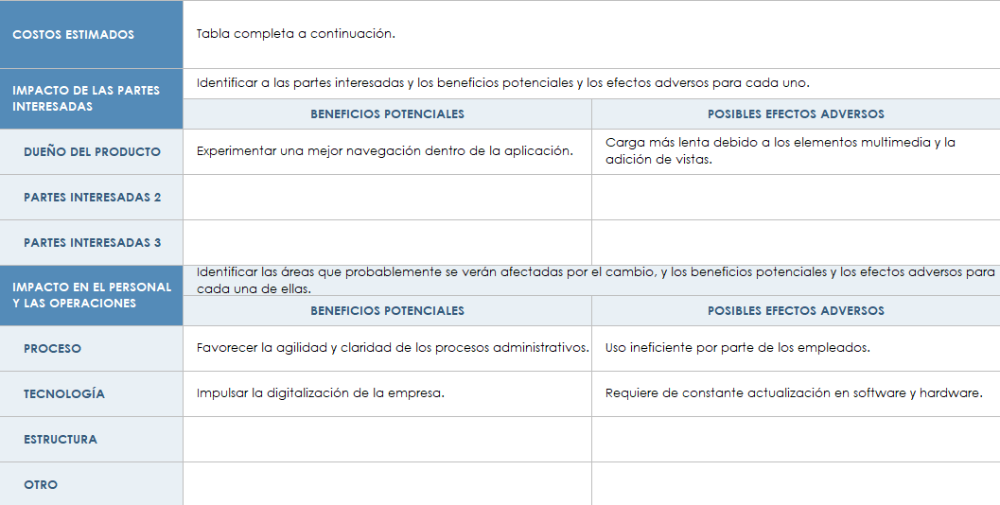 COSTOS ESTIMADOS
Tabla completa a continuación.
IMPACTO DE LAS PARTES
INTERESADAS
Identificar a las partes interesadas y los beneficios potenciales y los efectos adversos para cada uno.
BENEFICIOS POTENCIALES
POSIBLES EFECTOS ADVERSOS
DUEÑO DEL PRODUCTO
Experimentar una mejor navegación dentro de la aplicación.
Carga más lenta debido a los elementos multimedia y la
adición de vistas.
PARTES INTERESADAS 2
PARTES INTERESADAS 3
IMPACTO EN EL PERSONAL
Y LAS OPERACIONES
Identificar las áreas que probablemente se verán afectadas por el cambio, y los beneficios potenciales y los efectos adversos para
cada una de ellas.
BENEFICIOS POTENCIALES
POSIBLES EFECTOS ADVERSOS
PROCESO
Favorecer la agilidad y claridad de los procesos administrativos.
Uso ineficiente por parte de los empleados.
TECNOLOGÍA
Impulsar la digitalización de la empresa.
Requiere de constante actualización en software y hardware.
ESTRUCTURA
OTRO